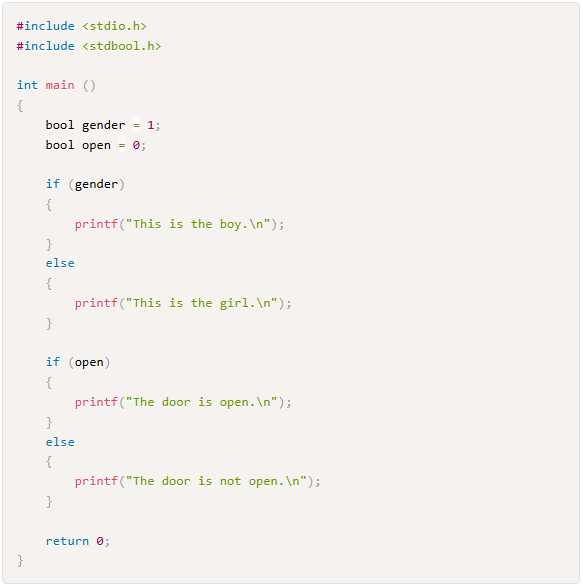 #include <stdio.h>
#include <stdbool.h>

int main ()
{
    bool gender = 1;
    bool open = 0;

    if (gender)
    {
        printf("This is the boy.\n");
    }
    else
    {
        printf("This is the girl.\n");
    }

    if (open)
    {
        printf("The door is open.\n");
    }
    else
    {
        printf("The door is not open.\n");
    }

    return 0;
}